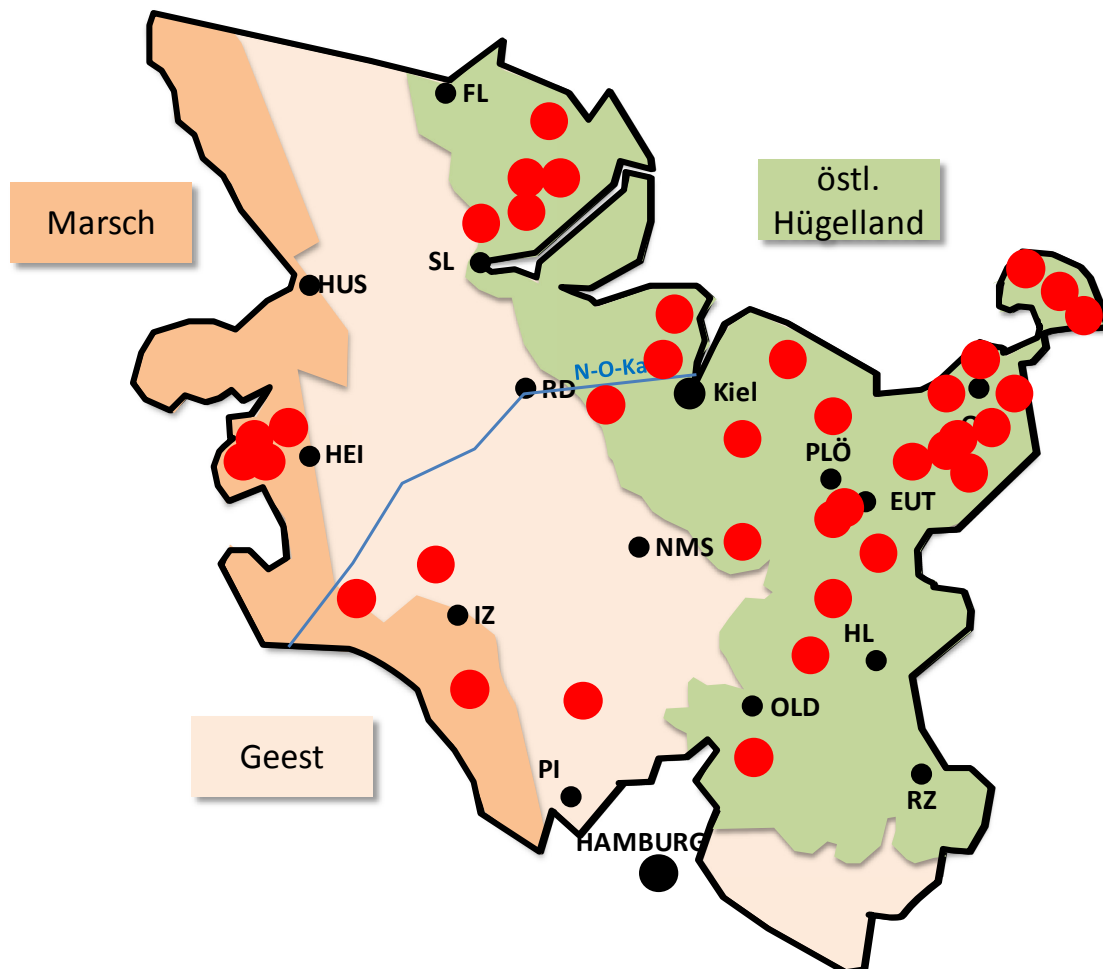 FL
östl.
Hügelland
Marsch
SL
HUS
N-O-Ka
RD
Kiel
HEI
PLÖ
EUT
NMS
IZ
HL
OLD
Geest
PI
RZ
HAMBURG